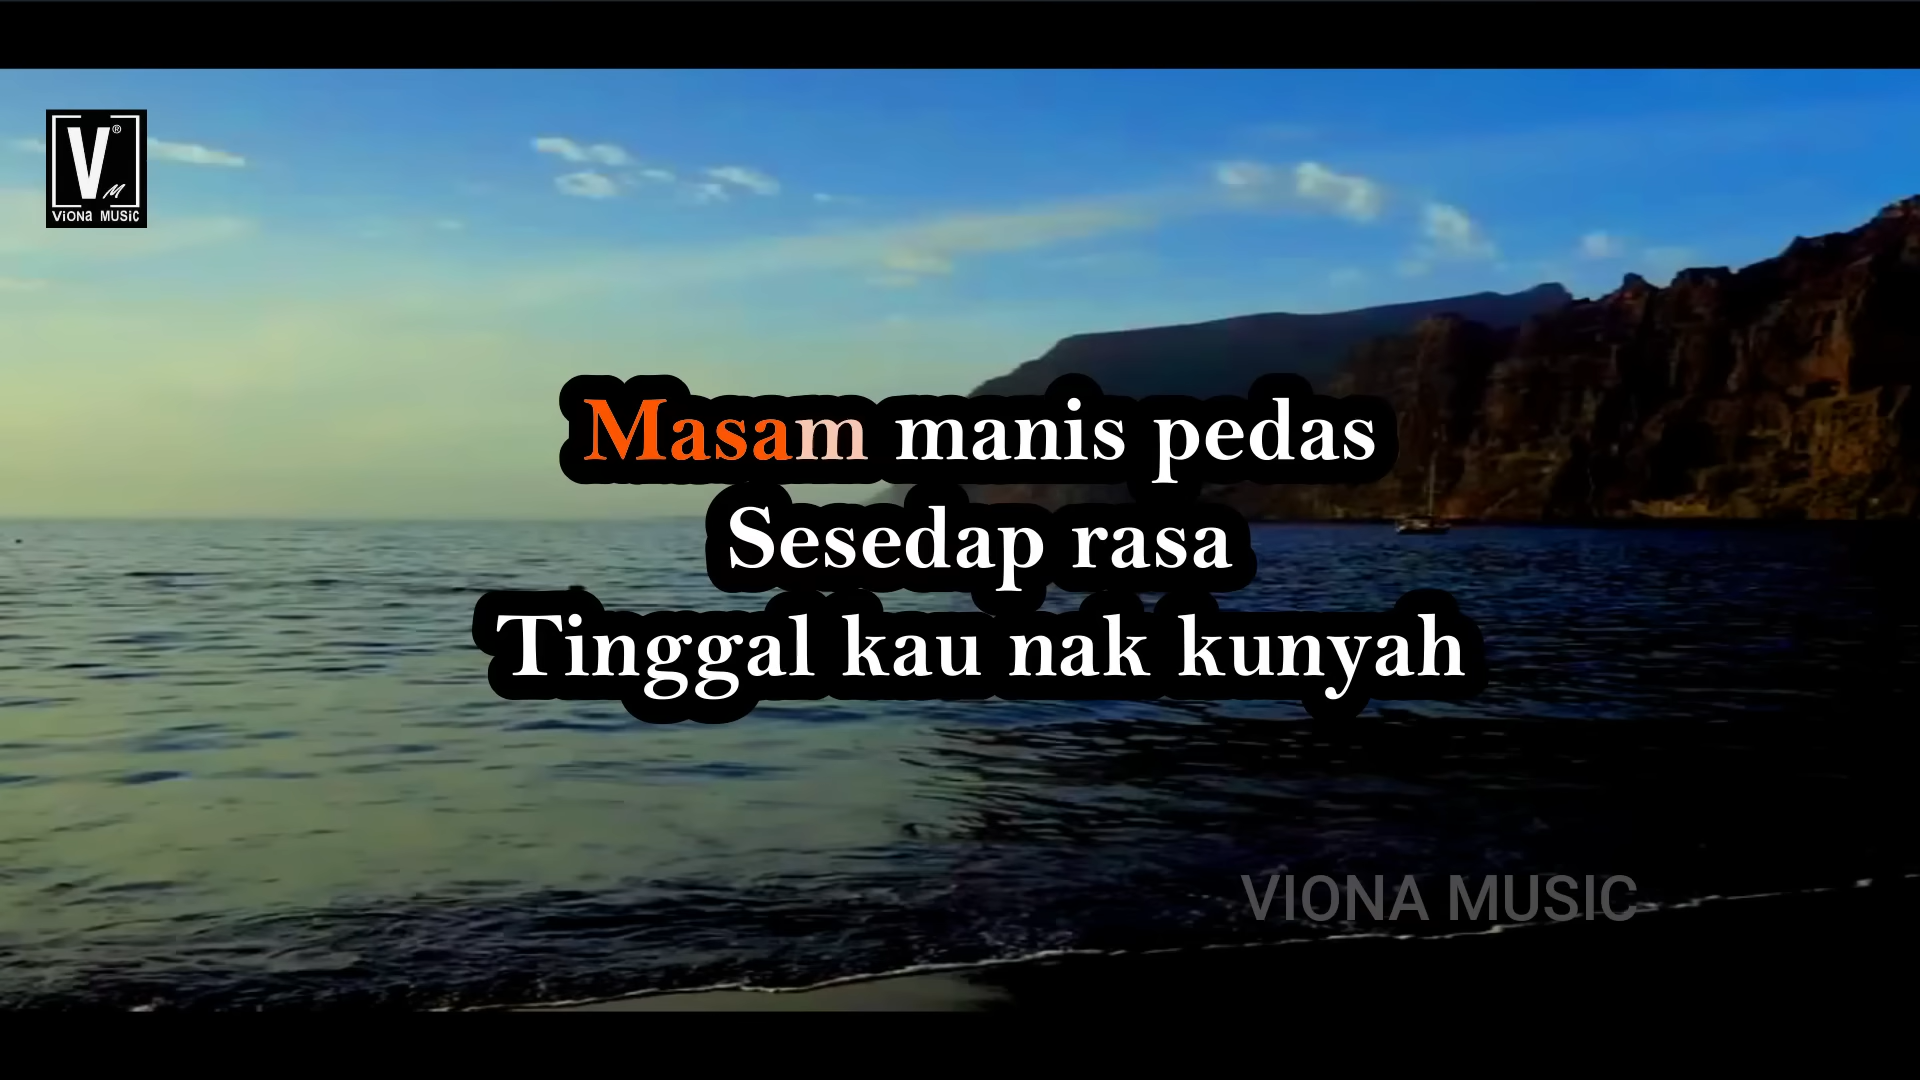 V®
M
ViONa MUSiC
Masam manis pedas
Sesedap rasa
Tinggal kau nak kunyah
VIONA MUSIC